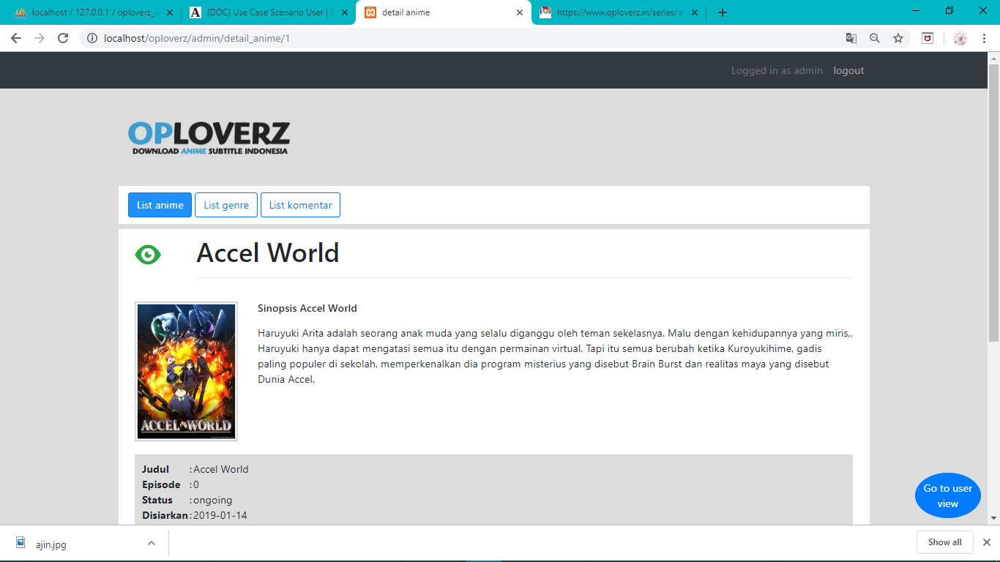 localhost / 127.0.0.1 / oploverz_in
(DOC) Use Case Scenario User |
detail anime
https://www.oploverz.in/series/aj
localhost/oploverz/admin/detail_anime/1
Logged in as admin logout
OPLOVERZ
DOWNLOAD ANIME SUBTITLE INDONESIA
List anime List genre List komentar
Accel World
Sinopsis Accel World
Haruyuki Arita adalah seorang anak muda yang selalu diganggu oleh teman sekelasnya. Malu dengan kehidupannya yang miris,,
Haruyuki hanya dapat mengatasi semua itu dengan permainan virtual. Tapi itu semua berubah ketika Kuroyukihime, gadis
paling populer di sekolah, memperkenalkan dia program misterius yang disebut Brain Burst dan realitas maya yang disebut
Dunia Accel.
ACCEL WORLD
Judul : Accel World
Episode : 0
Status : ongoing
Disiarkan : 2019-01-14
Go to user
view
ajin.jpg
Show all